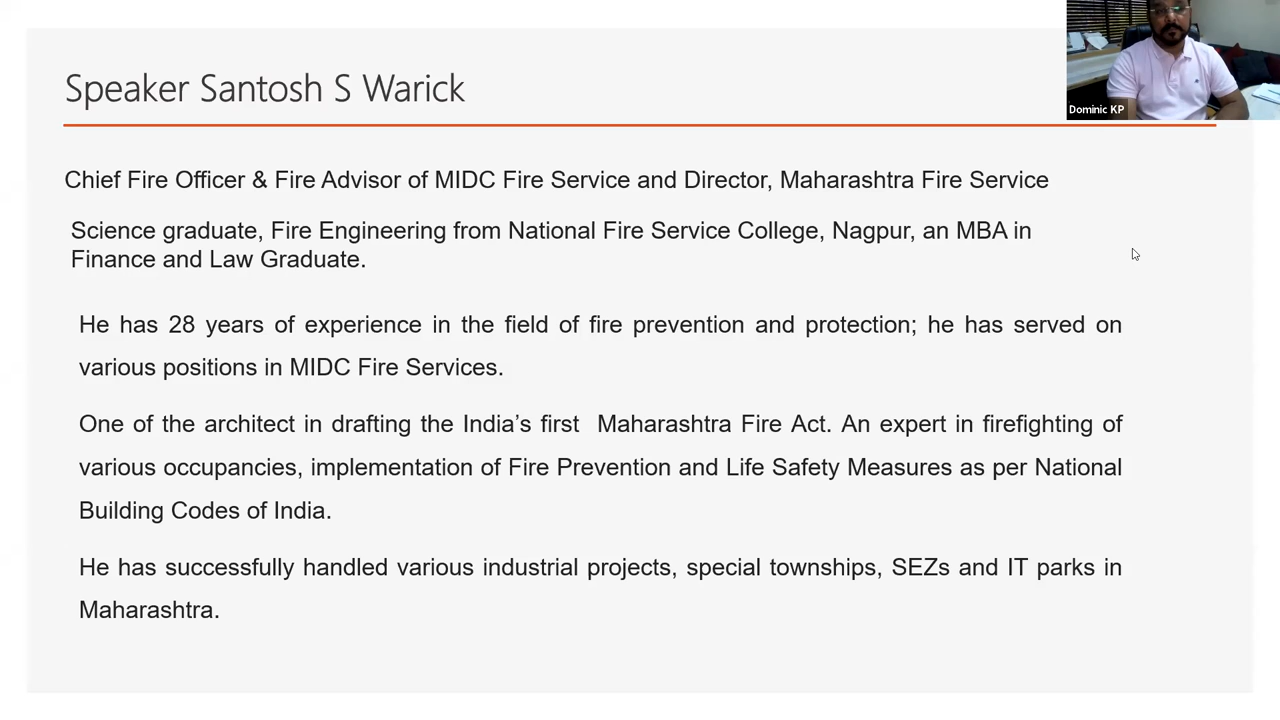 Speaker Santosh S Warick
Dominic KP
Chief Fire Officer & Fire Advisor of MIDC Fire Service and Director, Maharashtra Fire Service
Science graduate, Fire Engineering from National Fire Service College, Nagpur, an MBA in
Finance and Law Graduate.
He has 28 years of experience in the field of fire prevention and protection; he has served on
various positions in MIDC Fire Services.
One of the architect in drafting the India’s first Maharashtra Fire Act. An expert in firefighting of
various occupancies, implementation of Fire Prevention and Life Safety Measures as per National
Building Codes of India.
He has successfully handled various industrial projects, special townships, SEZs and IT parks in
Maharashtra.